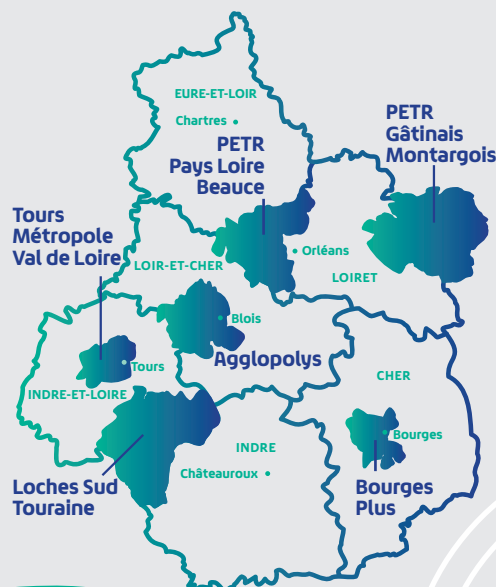 EURE-ET-LOIR
Chartres
PETR
Pays Loire
Beauce
PETR
Gâtinais
Montargois
Tours
Métropole
Val de Loire
LOIR-ET-CHER
Orléans
LOIRET
Blois
Agglopolys
Tours
INDRE-ET-LOIRE
CHER
Bourges
INDRE
Châteauroux
Loches Sud
Touraine
Bourges
Plus